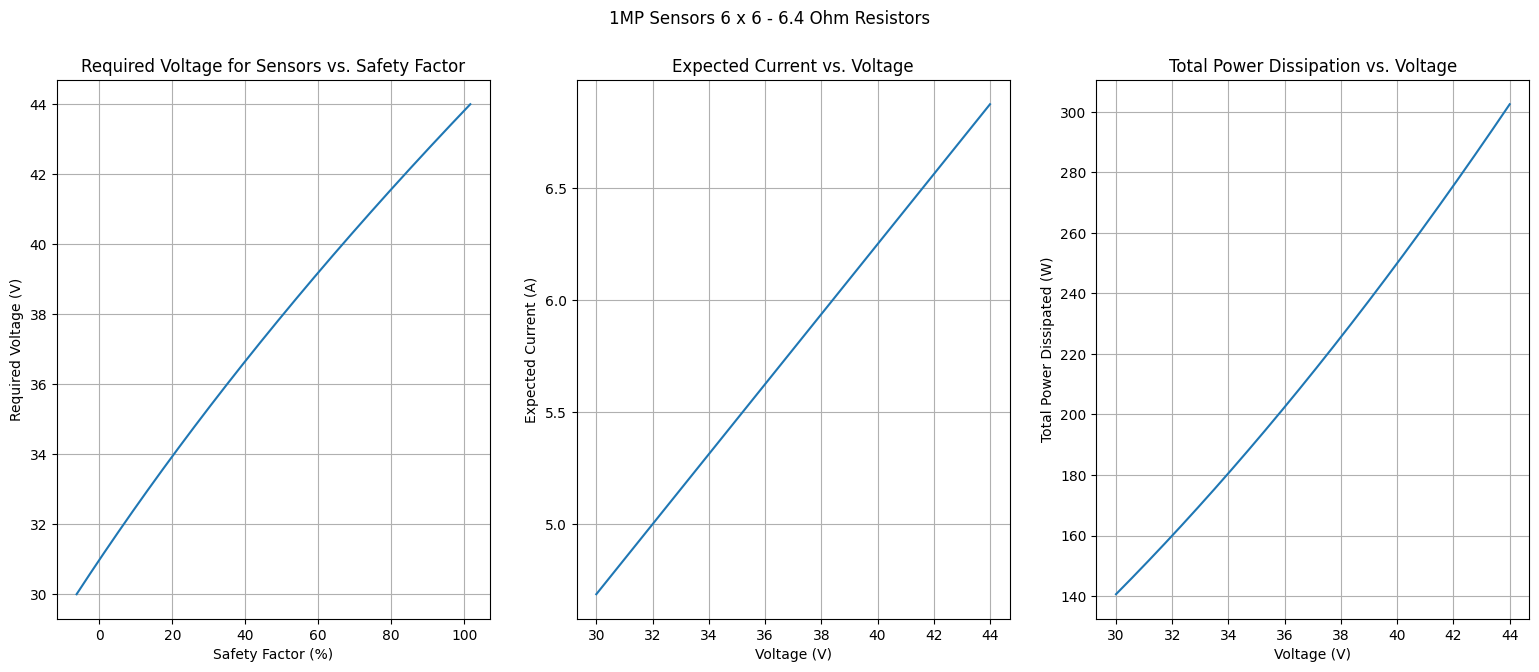 1MP Sensors 6 x 6 - 6.4 Ohm Resistors
Required Voltage for Sensors vs. Safety Factor
Required Voltage (V)
44
42
40
38
36
34
32
30
0 20 40 60 80 100
Safety Factor (%)
Expected Current vs. Voltage
Expected Current (A)
6.5
6.0
5.5
5.0
30 32 34 36 38 40 42 44
Voltage (V)
Total Power Dissipation vs. Voltage
Total Power Dissipated (W)
300
280
260
240
220
200
180
160
140
30 32 34 36 38 40 42 44
Voltage (V)